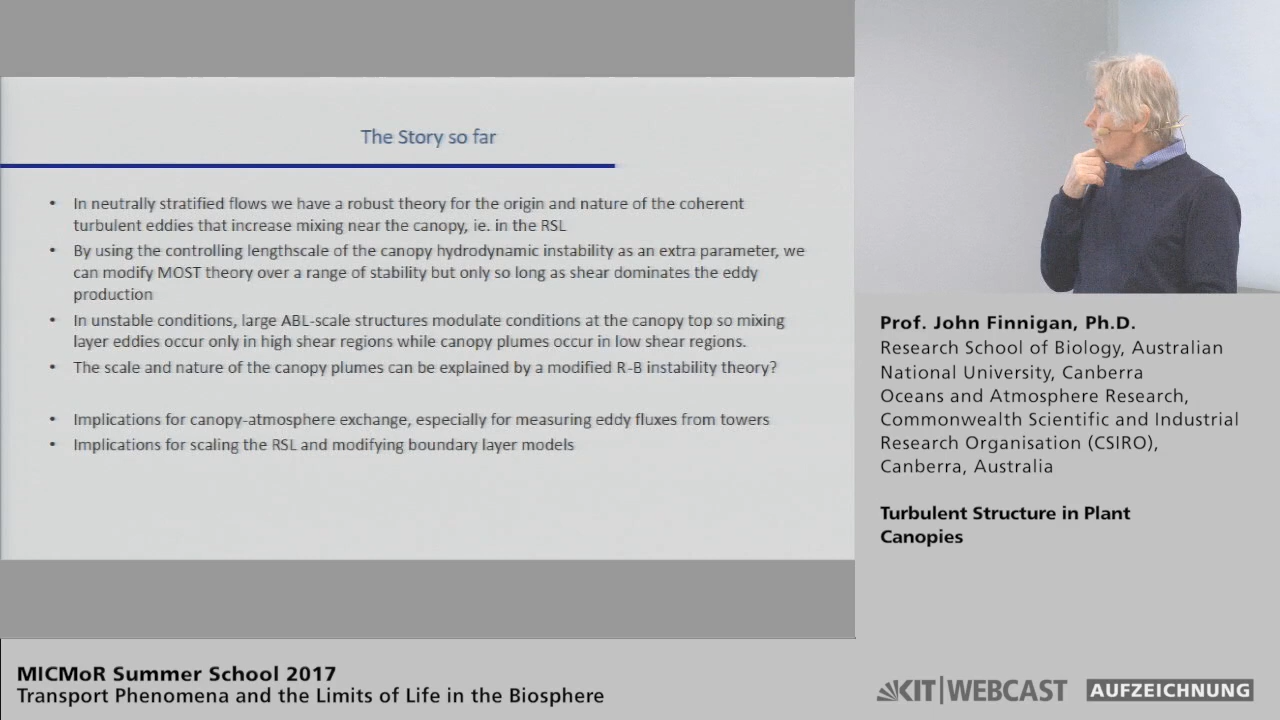 The Story so far
• In neutrally stratified flows we have a robust theory for the origin and nature of the coherent
turbulent eddies that increase mixing near the canopy, ie. in the RSL
• By using the controlling lengthscale of the canopy hydrodynamic instability as an extra parameter, we
can modify MOST theory over a range of stability but only so long as shear dominates the eddy
production
• In unstable conditions, large ABL-scale structures modulate conditions at the canopy top so mixing
layer eddies occur only in high shear regions while canopy plumes occur in low shear regions.
• The scale and nature of the canopy plumes can be explained by a modified R-B instability theory?
• Implications for canopy-atmosphere exchange, especially for measuring eddy fluxes from towers
• Implications for scaling the RSL and modifying boundary layer models
Prof. John Finnigan, Ph.D.
Research School of Biology, Australian
National University, Canberra
Oceans and Atmosphere Research,
Commonwealth Scientific and Industrial
Research Organisation (CSIRO),
Canberra, Australia
Turbulent Structure in Plant
Canopies
MICMoR Summer School 2017
Transport Phenomena and the Limits of Life in the Biosphere
KIT|WEBCAST AUFZEICHNUNG